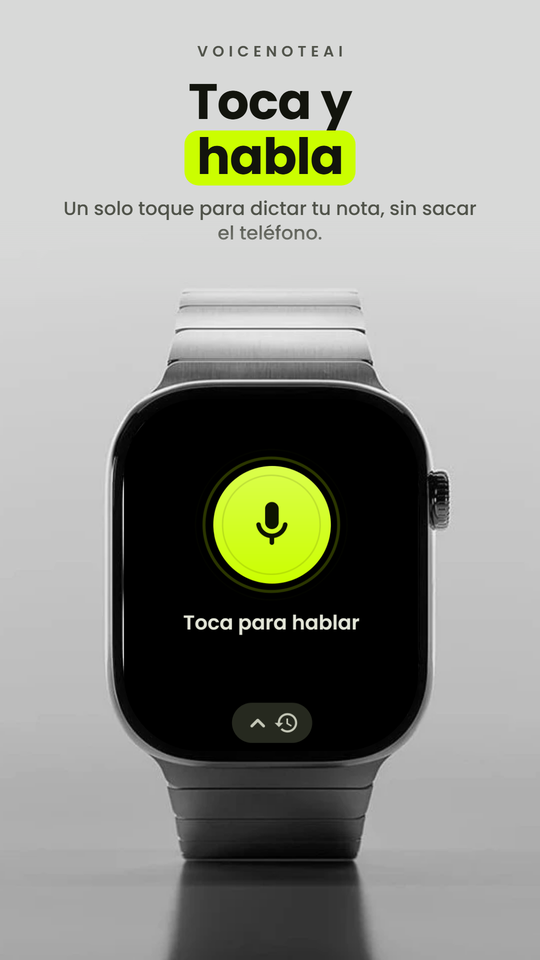 VOICENOTEAI
Toca y
habla
Un solo toque para dictar tu nota, sin sacar
el teléfono.
Toca para hablar